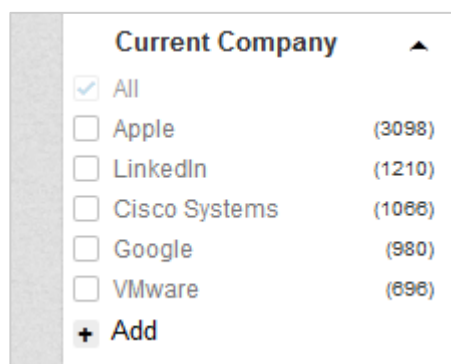 Current Company
All
Apple (3098)
LinkedIn (1210)
Cisco Systems (1066)
Google (980)
VMware (696)
+ Add